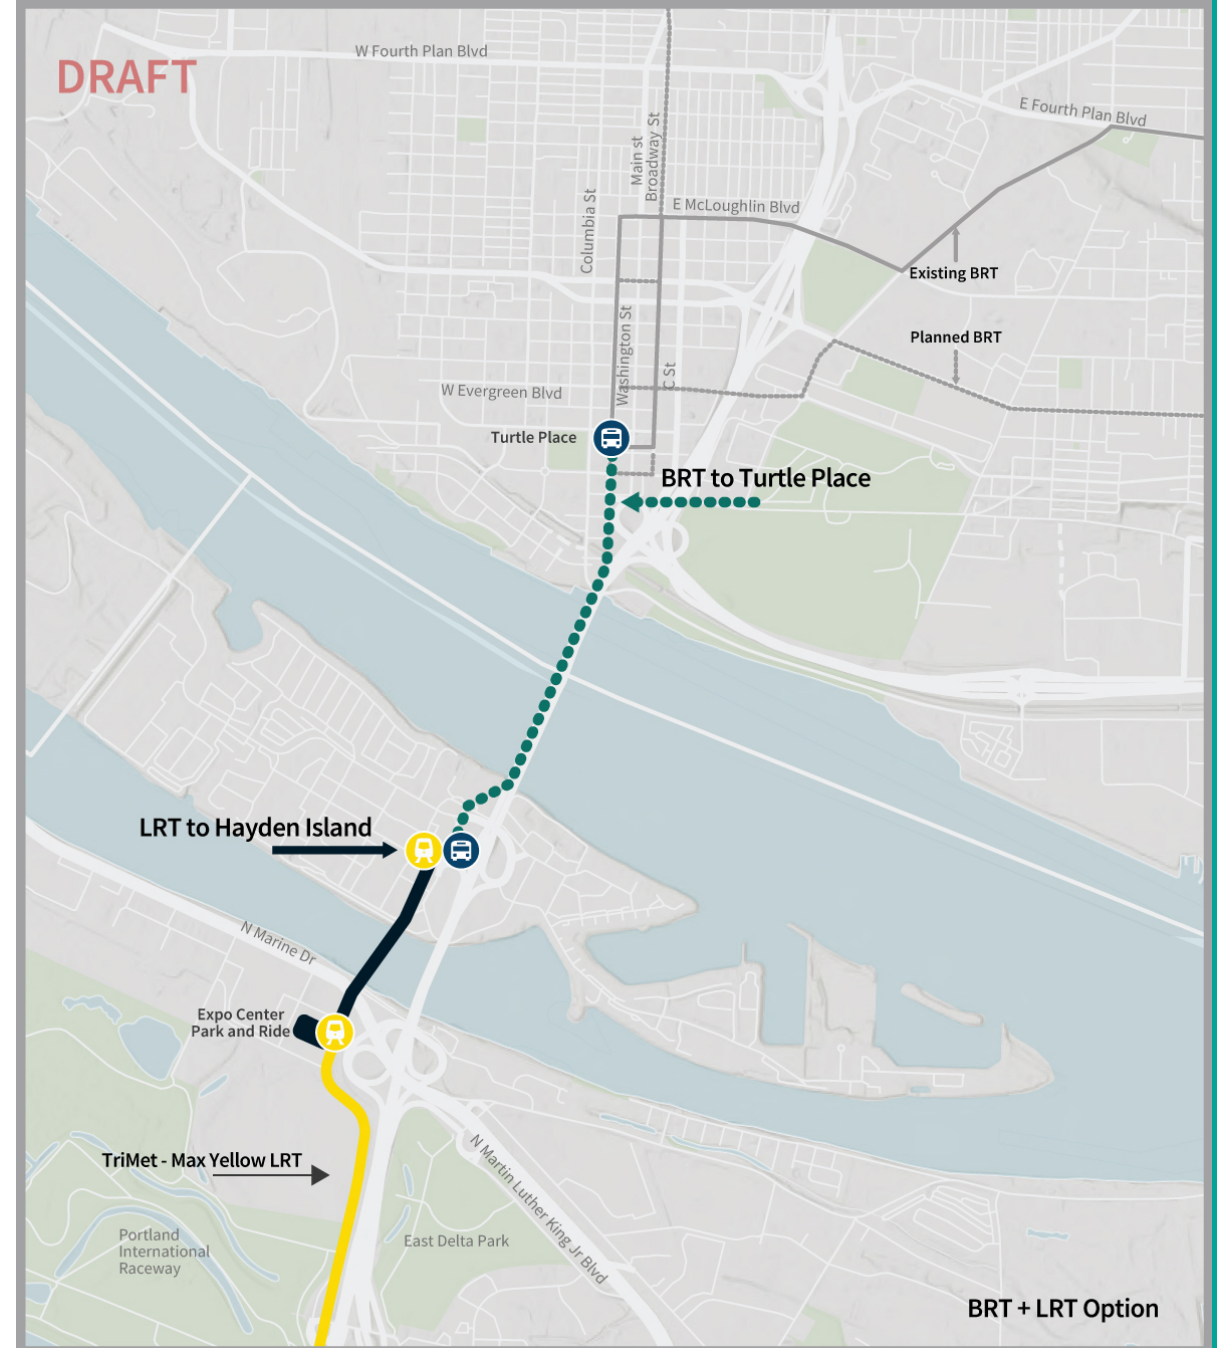 W Fourth Plan Blvd
DRAFT
E Fourth Plan Blvd
Main st
Broadway St
Columbia St
E McLoughlin Blvd
Existing BRT
Washington St
Planned BRT
C St
W Evergreen Blvd
Turtle Place
BRT to Turtle Place
LRT to Hayden Island
N Marine Dr
Expo Center
Park and Ride
TriMet - Max Yellow LRT
N Martin Luther King Jr Blvd
Portland
International
Raceway
East Delta Park
BRT + LRT Option